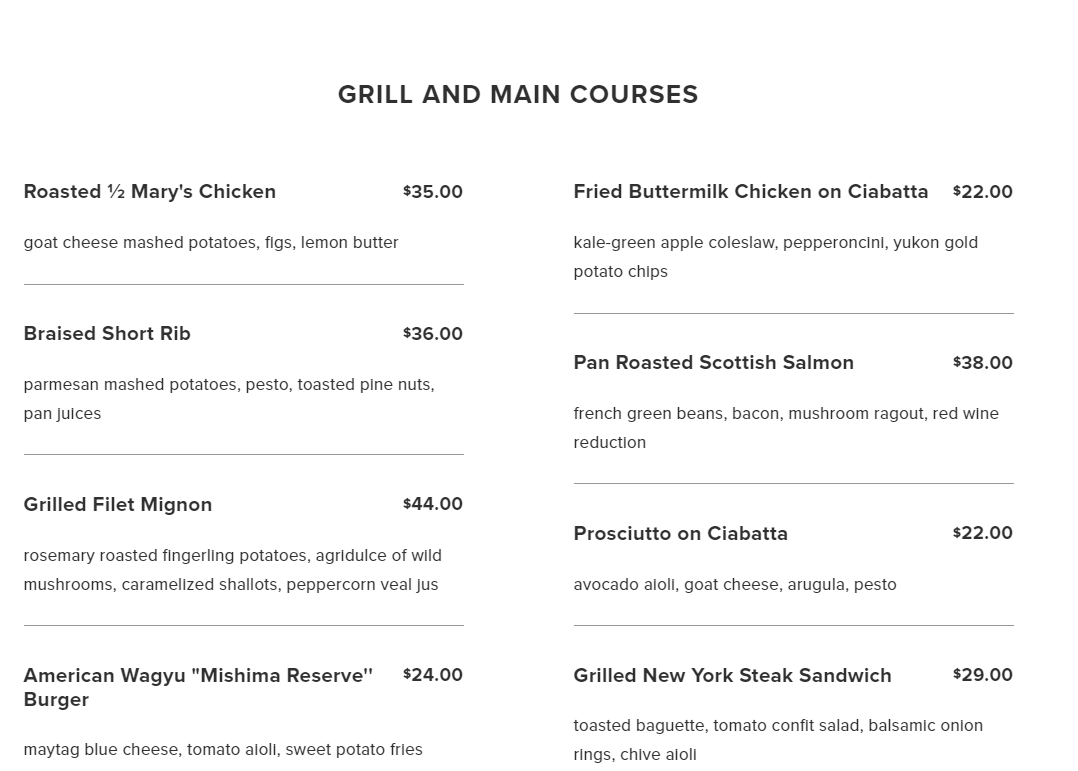 GRILL AND MAIN COURSES
Roasted ½ Mary's Chicken $35.00
goat cheese mashed potatoes, figs, lemon butter
Braised Short Rib $36.00
parmesan mashed potatoes, pesto, toasted pine nuts,
pan juices
Grilled Filet Mignon $44.00
rosemary roasted fingerling potatoes, agridulce of wild
mushrooms, caramelized shallots, peppercorn veal jus
American Wagyu "Mishima Reserve'' $24.00
Burger
maytag blue cheese, tomato aioli, sweet potato fries
Fried Buttermilk Chicken on Ciabatta $22.00
kale-green apple coleslaw, pepperoncini, yukon gold
potato chips
Pan Roasted Scottish Salmon $38.00
french green beans, bacon, mushroom ragout, red wine
reduction
Prosciutto on Ciabatta $22.00
avocado aioli, goat cheese, arugula, pesto
Grilled New York Steak Sandwich $29.00
toasted baguette, tomato confit salad, balsamic onion
rings, chive aioli